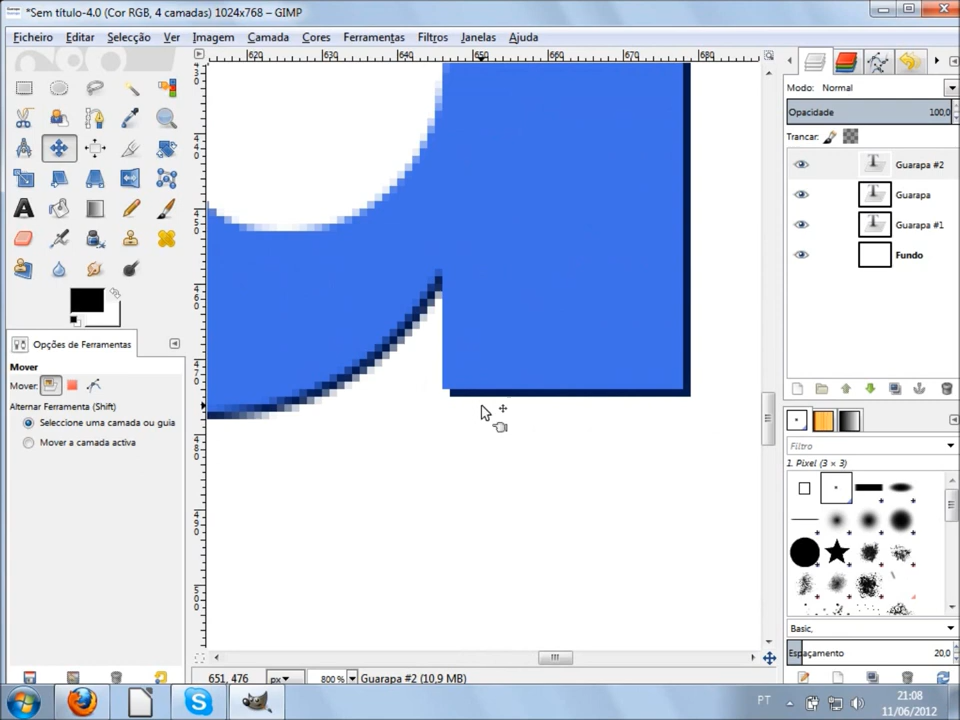 *Sem título-4.0 (Cor RGB, 4 camadas) 1024x768 – GIMP
Ficheiro Editar Selecção Ver Imagem Camada Cores Ferramentas Filtros Janelas Ajuda
620 630 640 650 660 670 680
Modo: Normal
Opacidade 100,0
Trancar:
Guarapa #2
Guarapa
Guarapa #1
Fundo
Opções de Ferramentas
Mover
Mover:
Alternar Ferramenta (Shift)
Seleccione uma camada ou guia
Mover a camada activa
Filtro
1. Pixel (3 × 3)
Basic,
Espaçamento 20,0
651, 476 px 800 % Guarapa #2 (10,9 MB)
PT
21:08
11/06/2012